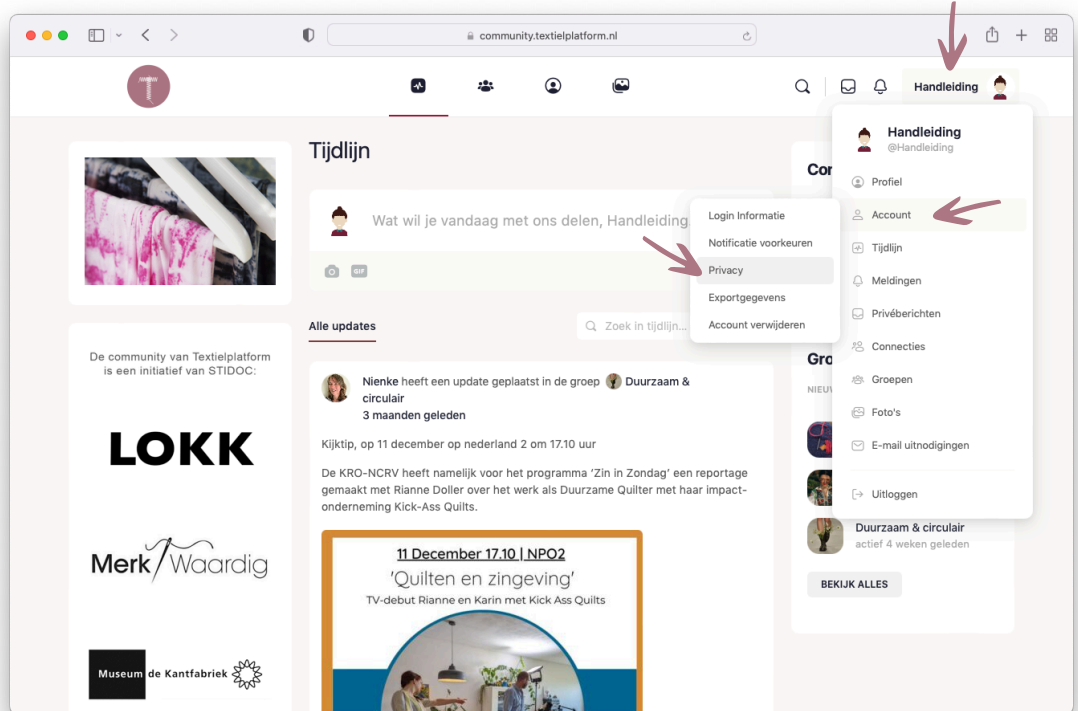 community.textielplatform.nl
T
Handleiding
Handleiding
@Handleiding
Profiel
Account
Tijdlijn
Meldingen
Privéberichten
Connecties
Groepen
Foto's
E-mail uitnodigingen
Uitloggen
Login Informatie
Notificatie voorkeuren
Privacy
Exportgegevens
Account verwijderen
De community van Textielplatform
is een initiatief van STIDOC:
LOKK
Merk Waardig
Museum de Kantfabriek
Tijdlijn
Wat wil je vandaag met ons delen, Handleiding
GIF
Alle updates
Zoek in tijdlijn...
Nienke heeft een update geplaatst in de groep Duurzaam &
circulair
3 maanden geleden
Kijktip, op 11 december op nederland 2 om 17.10 uur
De KRO-NCRV heeft namelijk voor het programma ‘Zin in Zondag’ een reportage
gemaakt met Rianne Doller over het werk als Duurzame Quilter met haar impact-
onderneming Kick-Ass Quilts.
11 December 17.10 | NPO2
'Quilten en zingeving'
TV-debut Rianne en Karin met Kick Ass Quilts
Cor
Gro
NIEU
Duurzaam & circulair
actief 4 weken geleden
BEKIJK ALLES